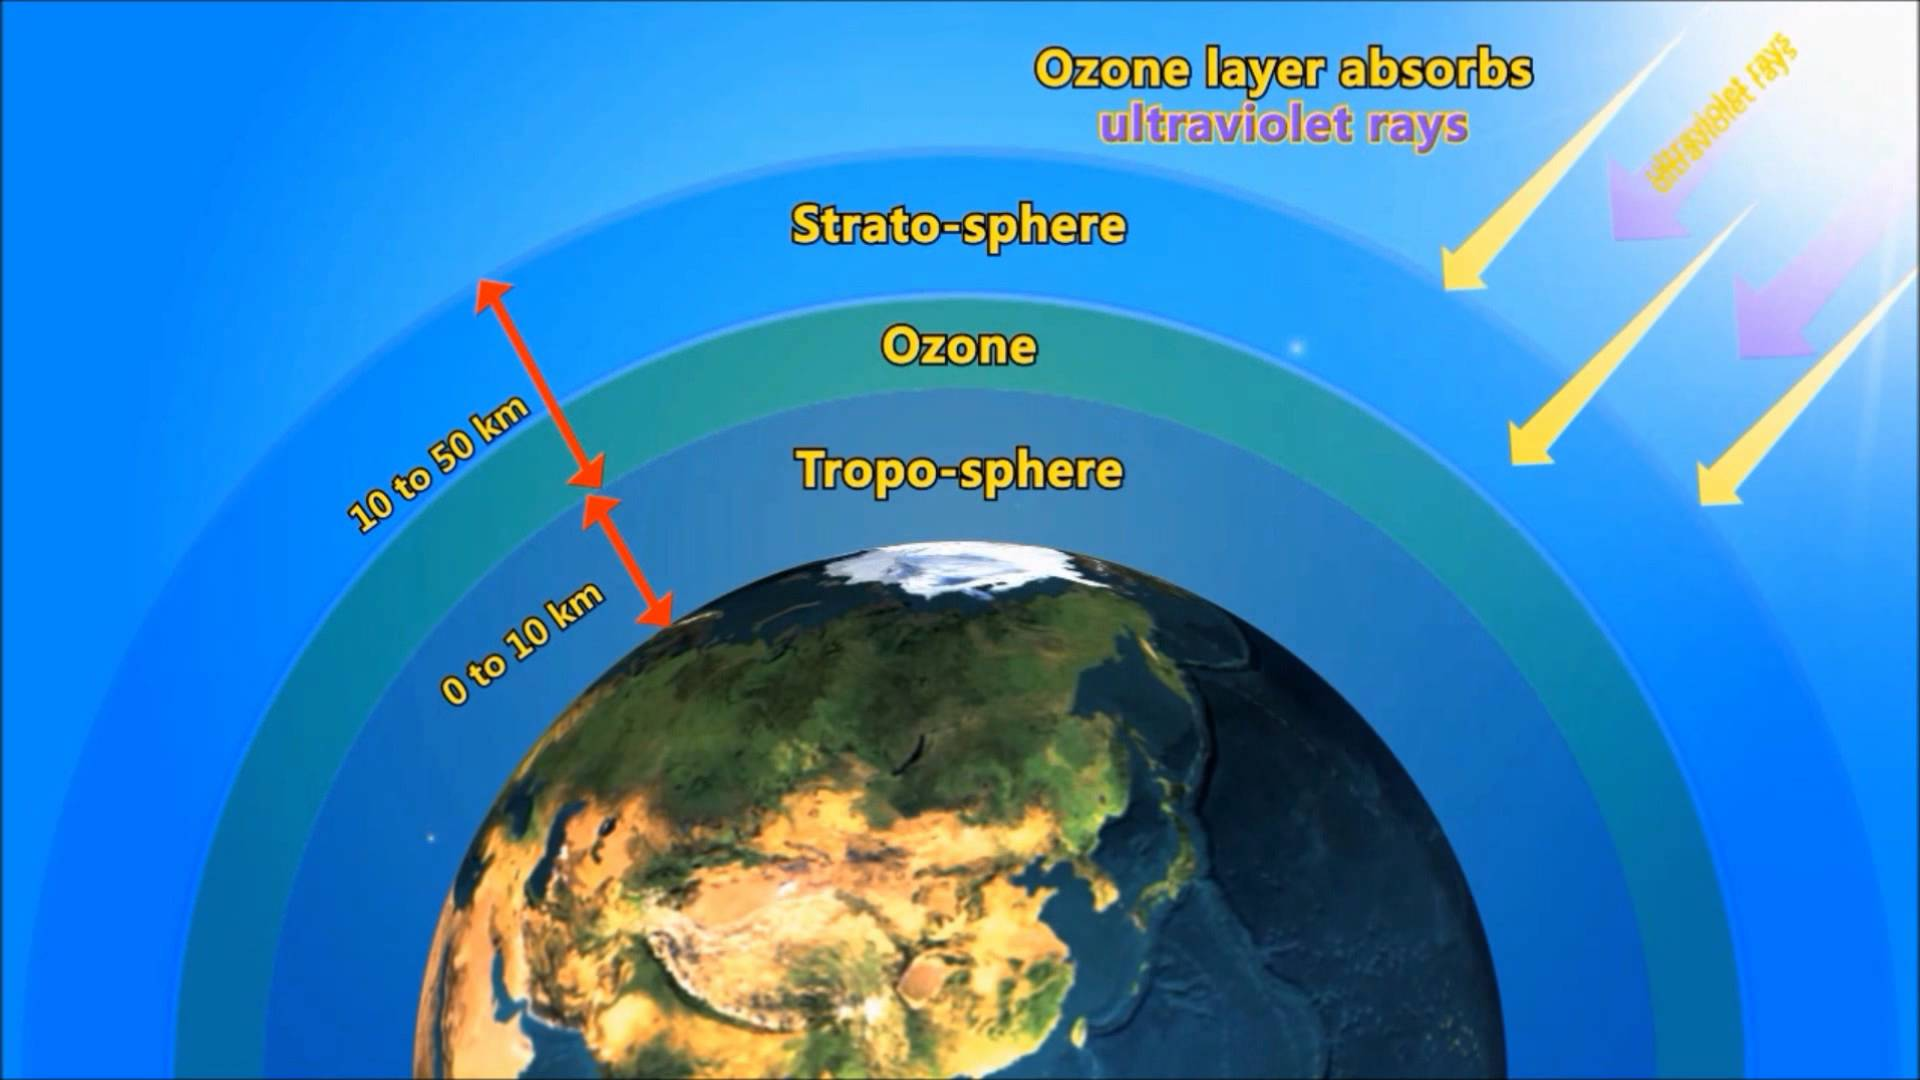 Ozone layer absorbs
ultraviolet rays
ultraviolet rays
Strato-sphere
Ozone
10 to 50 km
Tropo-sphere
0 to 10 km